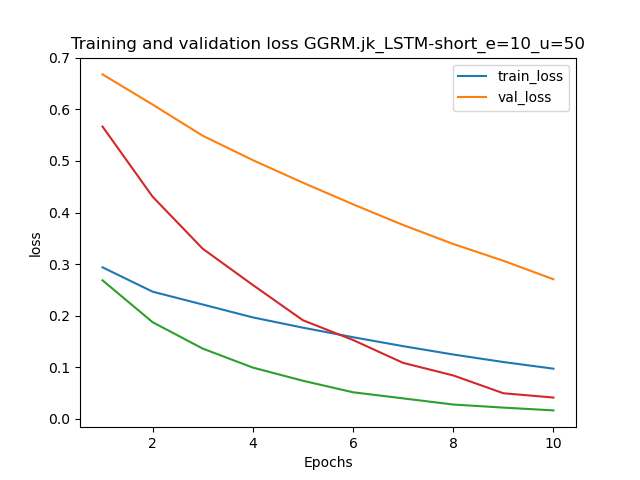 Training and validation loss GGRM.jk_LSTM-short_e=10_u=50
train_loss
val_loss
loss
0.7
0.6
0.5
0.4
0.3
0.2
0.1
0.0
2 4 6 8 10
Epochs